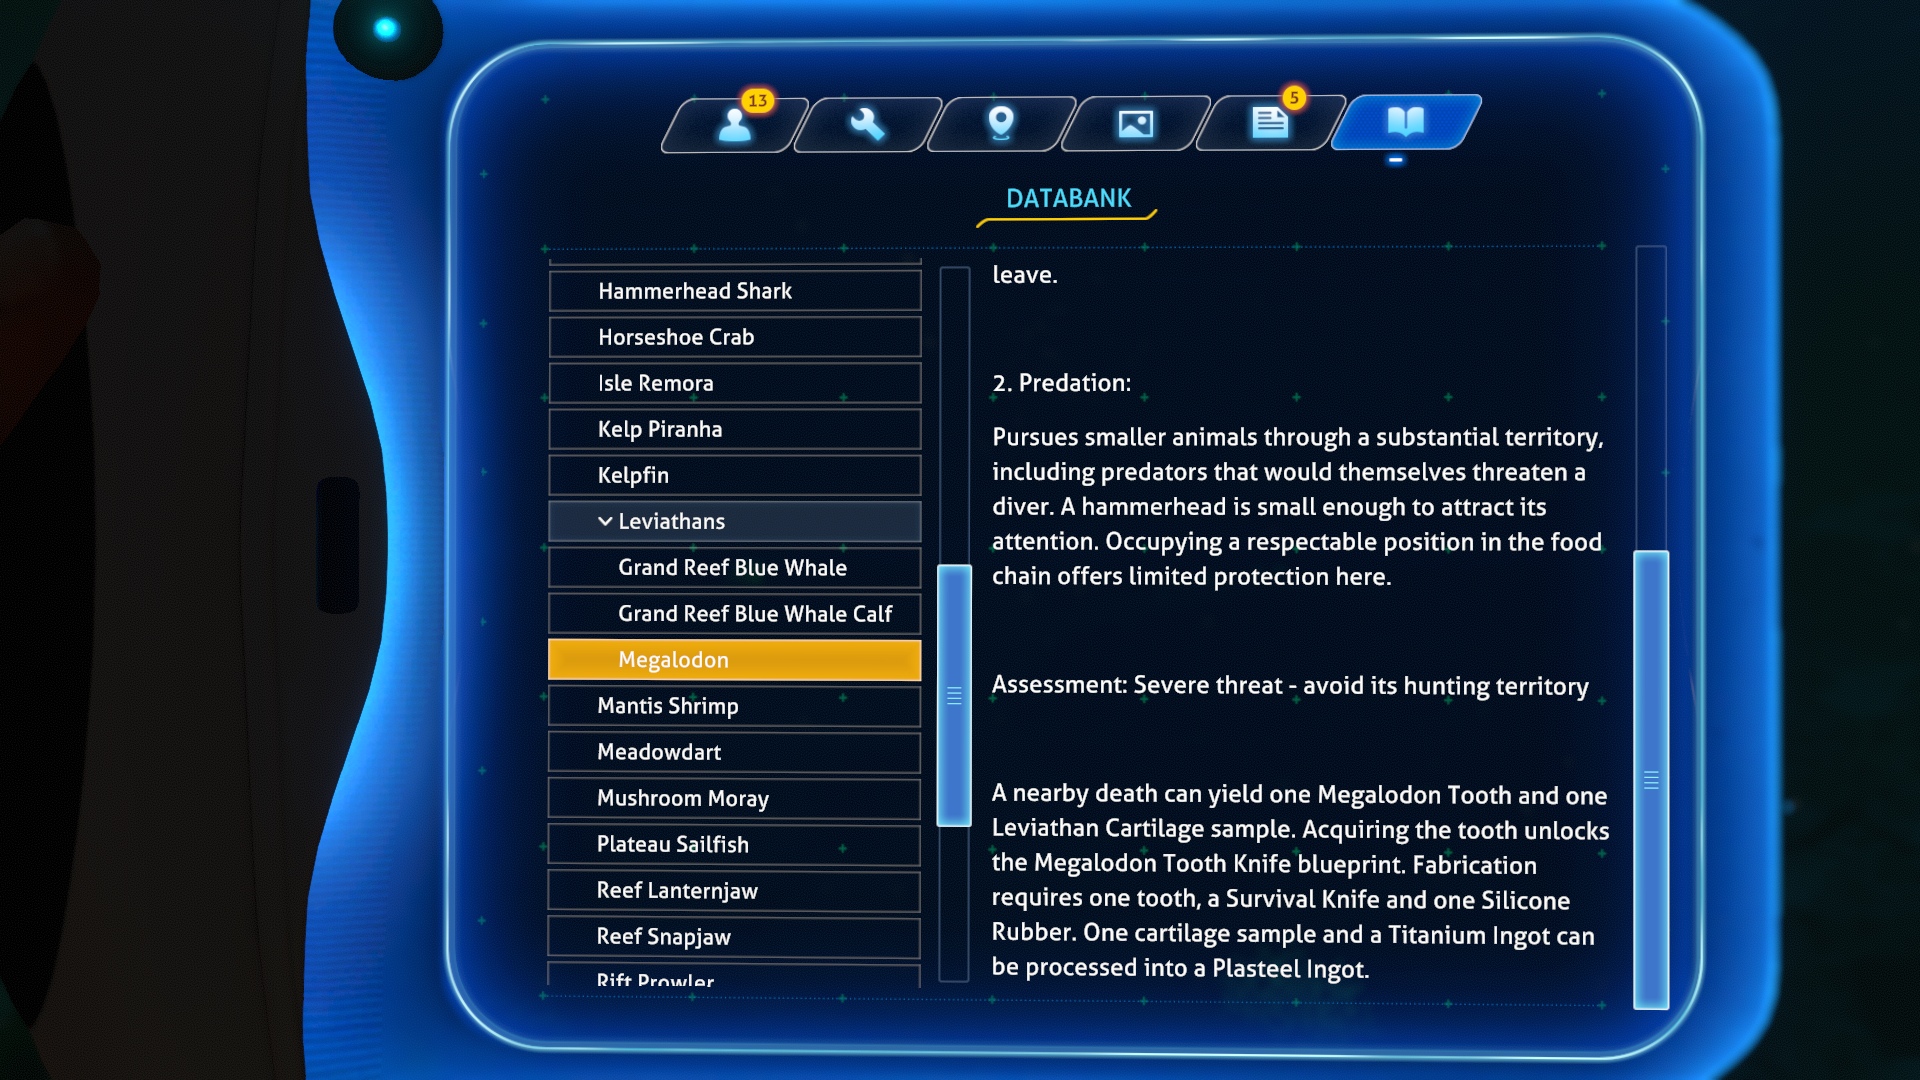 13
5
DATABANK
Hammerhead Shark
Horseshoe Crab
Isle Remora
Kelp Piranha
Kelpfin
Leviathans
Grand Reef Blue Whale
Grand Reef Blue Whale Calf
Megalodon
Mantis Shrimp
Meadowdart
Mushroom Moray
Plateau Sailfish
Reef Lanternjaw
Reef Snapjaw
Rift Prowler
leave.
2. Predation:
Pursues smaller animals through a substantial territory,
including predators that would themselves threaten a
diver. A hammerhead is small enough to attract its
attention. Occupying a respectable position in the food
chain offers limited protection here.
Assessment: Severe threat - avoid its hunting territory
A nearby death can yield one Megalodon Tooth and one
Leviathan Cartilage sample. Acquiring the tooth unlocks
the Megalodon Tooth Knife blueprint. Fabrication
requires one tooth, a Survival Knife and one Silicone
Rubber. One cartilage sample and a Titanium Ingot can
be processed into a Plasteel Ingot.